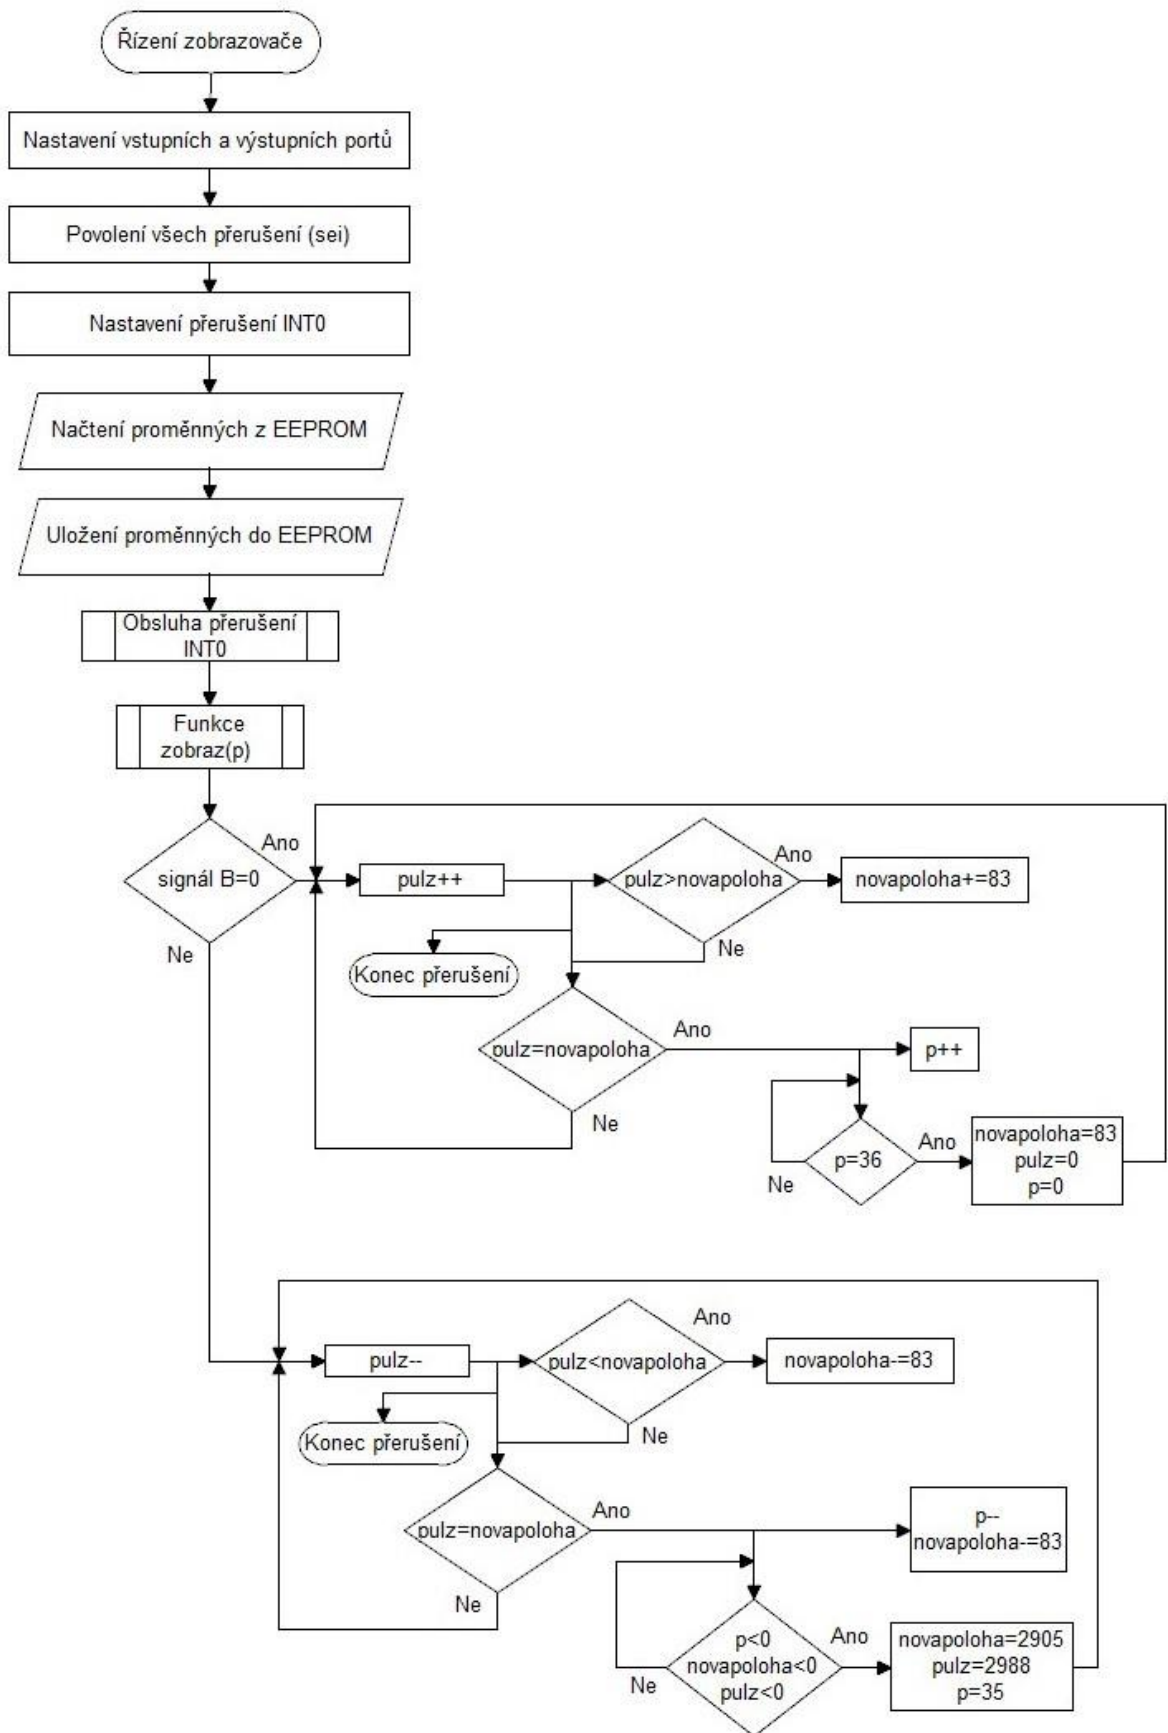 Řízení zobrazovače
Nastavení vstupních a výstupních portů
Povolení všech přerušení (sei)
Nastavení přerušení INT0
Načtení proměnných z EEPROM
Uložení proměnných do EEPROM
Obsluha přerušení
INT0
Funkce
zobraz(p)
signál B=0
Ano
Ne
pulz++
pulz>novapoloha
Ano
Ne
novapoloha+=83
Konec přerušení
pulz=novapoloha
Ano
Ne
p++
p=36
Ano
Ne
novapoloha=83
pulz=0
p=0
pulz--
pulz<novapoloha
Ano
Ne
novapoloha-=83
Konec přerušení
pulz=novapoloha
Ano
Ne
p--
novapoloha-=83
p<0
novapoloha<0
pulz<0
Ano
Ne
novapoloha=2905
pulz=2988
p=35